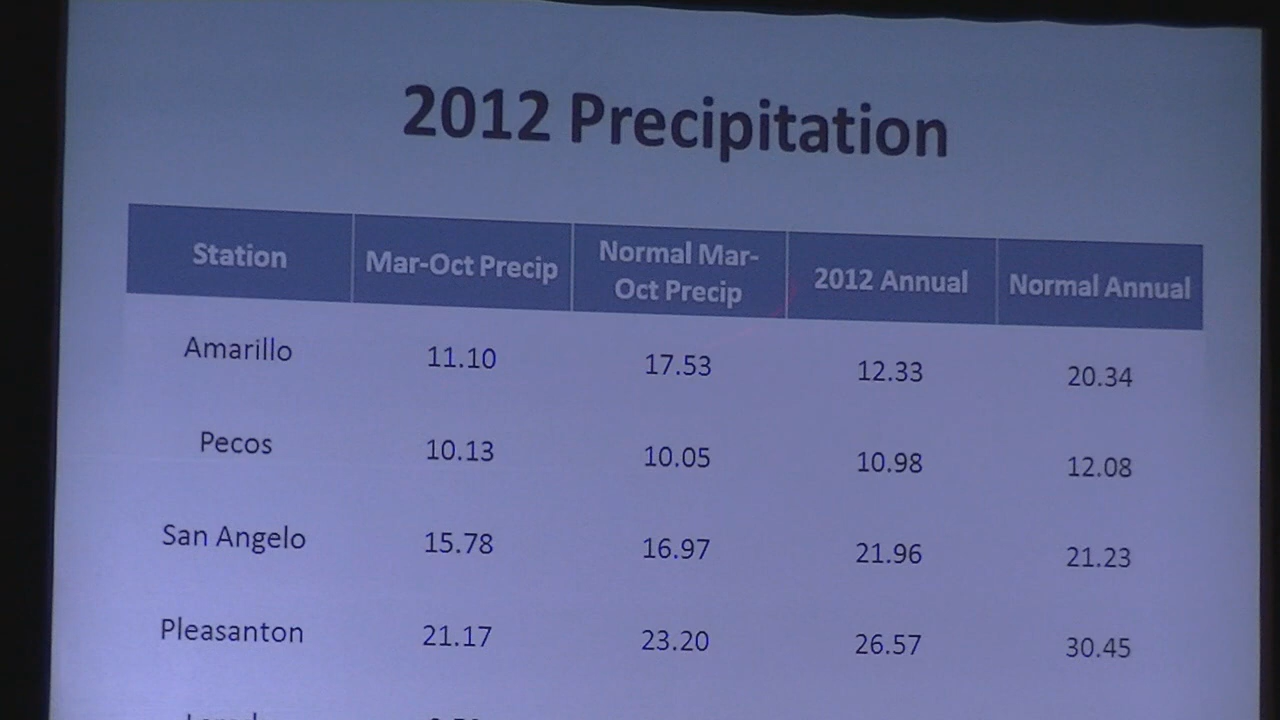 2012 Precipitation
Station Mar-Oct Precip Normal Mar-Oct Precip 2012 Annual Normal Annual
Amarillo 11.10 17.53 12.33 20.34
Pecos 10.13 10.05 10.98 12.08
San Angelo 15.78 16.97 21.96 21.23
Pleasanton 21.17 23.20 26.57 30.45